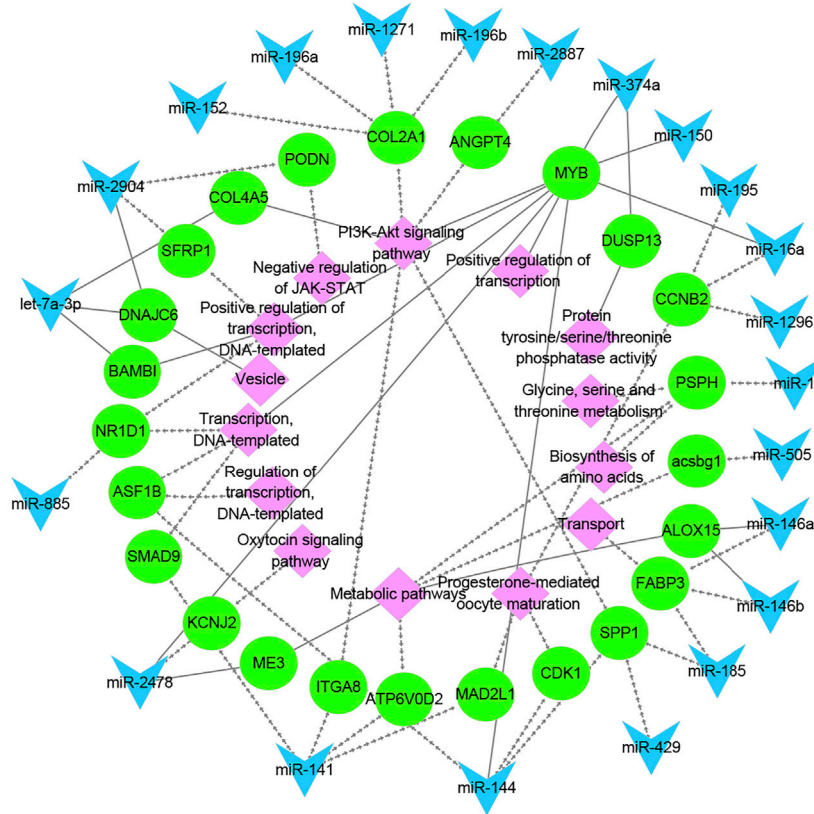 miR-1271
miR-196b
miR-196a
miR-2887
miR-374a
miR-152
COL2A1
ANGPT4
miR-150
PODN
MYB
miR-2904
miR-195
COL4A5
PI3K-Akt signaling
pathway
DUSP13
SFRP1
miR-16a
Negative regulation
of JAK-STAT
Positive regulation of
transcription
let-7a-3p
DNAJC6
Positive regulation of
transcription,
DNA-templated
CCNB2
miR-1296
Protein
tyrosine/serine/threonine
phosphatase activity
BAMBI
Vesicle
PSPH
miR-1
Glycine, serine and
threonine metabolism
NR1D1
Transcription,
DNA-templated
Biosynthesis of
amino acids
acsbg1
miR-505
ASF1B
Regulation of
transcription,
DNA-templated
miR-885
Transport
ALOX15
miR-146a
SMAD9
Oxytocin signaling
pathway
Metabolic pathways
Progesterone-mediated
oocyte maturation
FABP3
miR-146b
KCNJ2
SPP1
ME3
miR-2478
ITGA8
ATP6V0D2
MAD2L1
CDK1
miR-185
miR-429
miR-141
miR-144